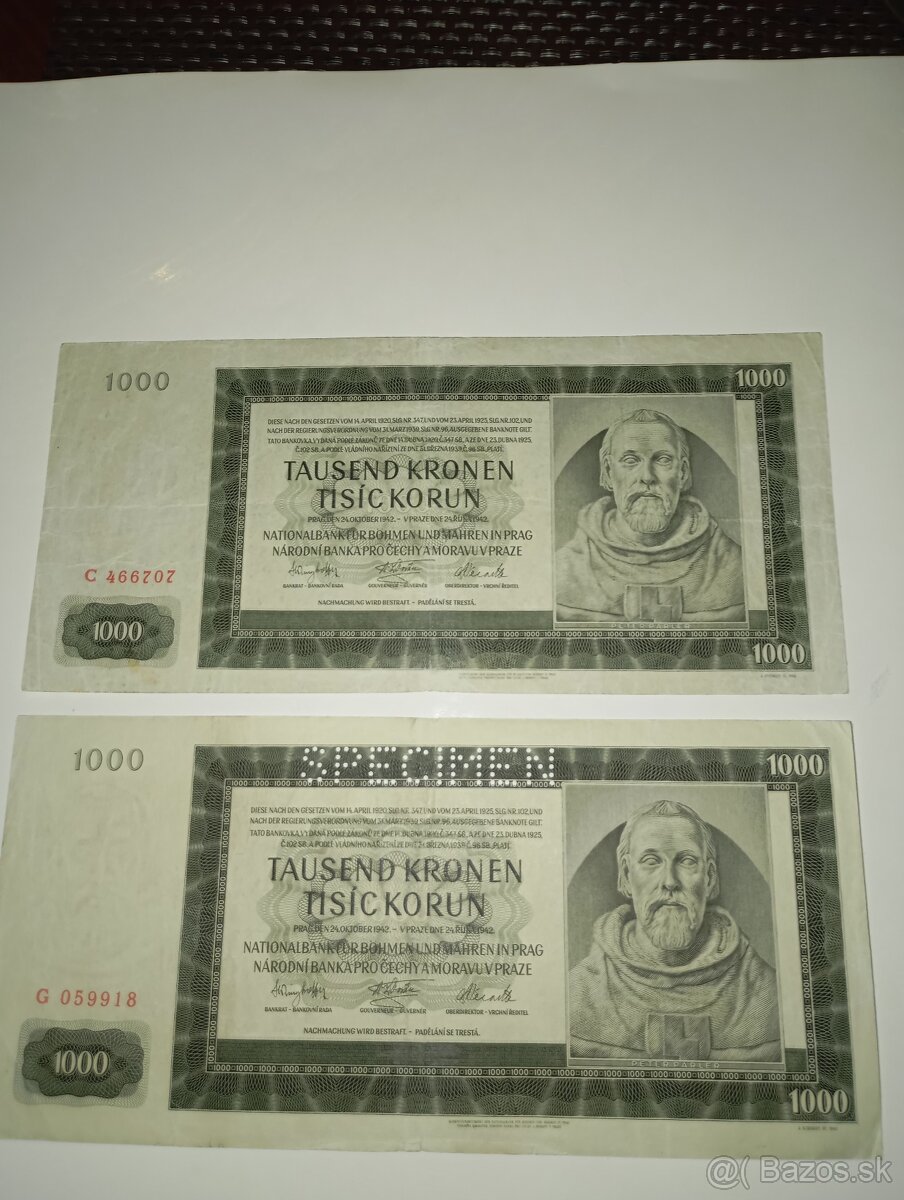 1000
1000
DIESE NACH DEN GESETZEN VOM 14. APRIL 1920, SLG. NR. 347, UND VOM 23. APRIL 1925, SLG. NR. 102, UND
NACH DER REGIERUNGSVERORDNUNG VOM 31. MÄRZ 1939, SLG. NR. 96, AUSGEGEBENE BANKNOTE GILT.
TATO BANKOVKA, VYDANÁ PODLE ZÁKONŮ ZE DNE 14. DUBNA 1920, Č. 347 SB., A ZE DNE 23. DUBNA 1925,
Č. 102 SB. A PODLE VLÁDNÍHO NAŘÍZENÍ ZE DNE 31. BŘEZNA 1939 Č. 96 SB., PLATÍ.
TAUSEND KRONEN
TISÍC KORUN
PRAG, DEN 24. OKTOBER 1942. – V PRAZE DNE 24. ŘÍJNA 1942.
NATIONALBANK FÜR BÖHMEN UND MÄHREN IN PRAG
NÁRODNÍ BANKA PRO ČECHY A MORAVU V PRAZE
C 466707
BANKRAT - BANKOVNÍ RADA GOUVERNEUR - GUVERNÉR OBERDIREKTOR - VRCHNÍ ŘEDITEL
NACHMACHUNG WIRD BESTRAFT. – PADĚLÁNÍ SE TRESTÁ.
PETER PARLER
1000
1000
SPECIMEN
1000
1000
DIESE NACH DEN GESETZEN VOM 14. APRIL 1920, SLG. NR. 347, UND VOM 23. APRIL 1925, SLG. NR. 102, UND
NACH DER REGIERUNGSVERORDNUNG VOM 31. MÄRZ 1939, SLG. NR. 96, AUSGEGEBENE BANKNOTE GILT.
TATO BANKOVKA, VYDANÁ PODLE ZÁKONŮ ZE DNE 14. DUBNA 1920, Č. 347 SB., A ZE DNE 23. DUBNA 1925,
Č. 102 SB. A PODLE VLÁDNÍHO NAŘÍZENÍ ZE DNE 31. BŘEZNA 1939 Č. 96 SB., PLATÍ.
TAUSEND KRONEN
TISÍC KORUN
PRAG, DEN 24. OKTOBER 1942. – V PRAZE DNE 24. ŘÍJNA 1942.
NATIONALBANK FÜR BÖHMEN UND MÄHREN IN PRAG
NÁRODNÍ BANKA PRO ČECHY A MORAVU V PRAZE
G 059918
BANKRAT - BANKOVNÍ RADA GOUVERNEUR - GUVERNÉR OBERDIREKTOR - VRCHNÍ ŘEDITEL
NACHMACHUNG WIRD BESTRAFT. – PADĚLÁNÍ SE TRESTÁ.
PETER PARLER
1000
1000
@( Bazos.sk